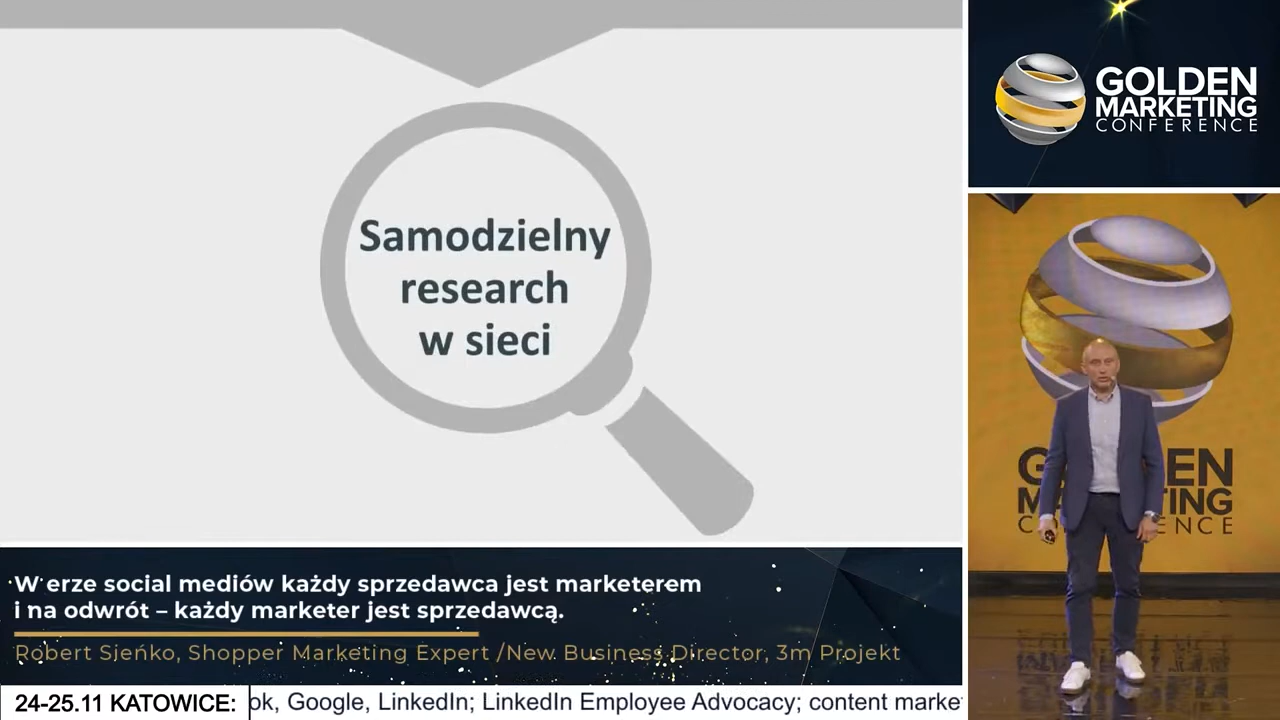 Samodzielny
research
w sieci
GOLDEN
MARKETING
CONFERENCE
W erze social mediów każdy sprzedawca jest marketerem
i na odwrót – każdy marketer jest sprzedawcą.
Robert Sieńko, Shopper Marketing Expert /New Business Director, 3m Projekt
24-25.11 KATOWICE:
ok, Google, LinkedIn; LinkedIn Employee Advocacy; content marke